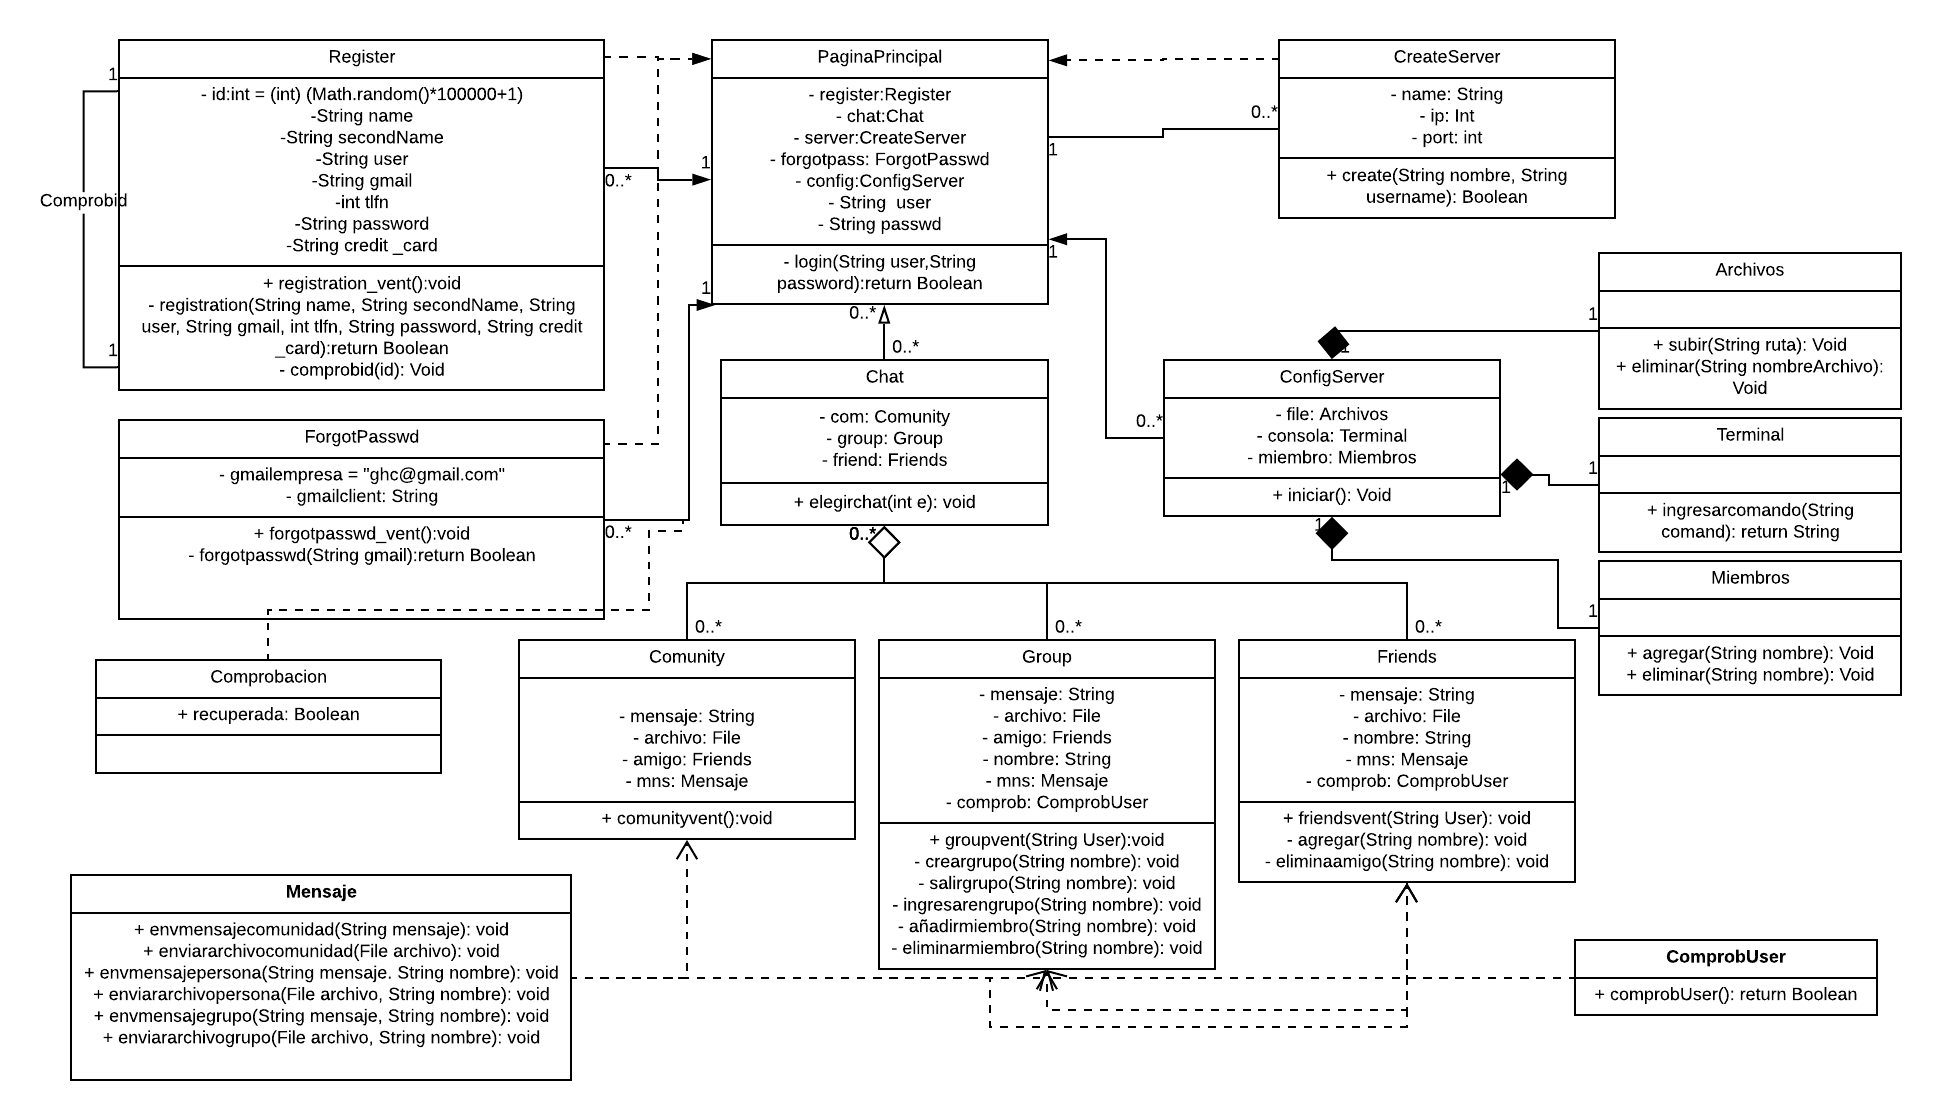 Register
- id:int = (int) (Math.random()*100000+1)
-String name
-String secondName
-String user
-String gmail
-int tlfn
-String password
-String credit _card
+ registration_vent():void
- registration(String name, String secondName, String
user, String gmail, int tlfn, String password, String credit
_card):return Boolean
- comprobid(id): Void
1
Comprobid
1
0..*
1
PaginaPrincipal
- register:Register
- chat:Chat
- server:CreateServer
- forgotpass: ForgotPasswd
- config:ConfigServer
- String  user
- String passwd
- login(String user,String
password):return Boolean
1
0..*
1
1
CreateServer
- name: String
- ip: Int
- port: int
+ create(String nombre, String
username): Boolean
ForgotPasswd
- gmailempresa = "ghc@gmail.com"
- gmailclient: String
+ forgotpasswd_vent():void
- forgotpasswd(String gmail):return Boolean
0..*
0..*
0..*
Chat
- com: Comunity
- group: Group
- friend: Friends
+ elegirchat(int e): void
0..*
0..*
ConfigServer
- file: Archivos
- consola: Terminal
- miembro: Miembros
+ iniciar(): Void
1
1
1
1
Archivos
+ subir(String ruta): Void
+ eliminar(String nombreArchivo):
Void
1
Terminal
+ ingresarcomando(String
comand): return String
1
Miembros
+ agregar(String nombre): Void
+ eliminar(String nombre): Void
Comprobacion
+ recuperada: Boolean
0..*
Comunity
- mensaje: String
- archivo: File
- amigo: Friends
- mns: Mensaje
+ comunityvent():void
0..*
Group
- mensaje: String
- archivo: File
- amigo: Friends
- nombre: String
- mns: Mensaje
- comprob: ComprobUser
+ groupvent(String User):void
- creargrupo(String nombre): void
- salirgrupo(String nombre): void
- ingresarengrupo(String nombre): void
- añadirmiembro(String nombre): void
- eliminarmiembro(String nombre): void
0..*
Friends
- mensaje: String
- archivo: File
- nombre: String
- mns: Mensaje
- comprob: ComprobUser
+ friendsvent(String User): void
- agregar(String nombre): void
- eliminaamigo(String nombre): void
Mensaje
+ envmensajecomunidad(String mensaje): void
+ enviararchivocomunidad(File archivo): void
+ envmensajepersona(String mensaje. String nombre): void
+ enviararchivopersona(File archivo, String nombre): void
+ envmensajegrupo(String mensaje, String nombre): void
+ enviararchivogrupo(File archivo, String nombre): void
ComprobUser
+ comprobUser(): return Boolean